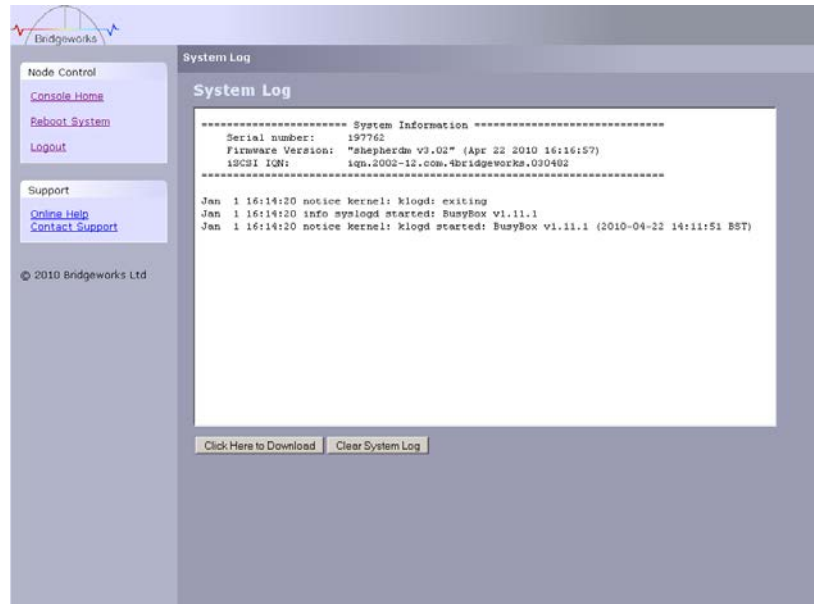 Bridgeworks
Node Control
Console Home
Reboot System
Logout
Support
Online Help
Contact Support
© 2010 Bridgeworks Ltd
System Log
System Log
====================== System Information =============================
Serial number: 197762
Firmware Version: "shepherdm v3.02" (Apr 22 2010 16:16:57)
iSCSI IQN: iqn.2002-12.com.4bridgeworks.030402
=======================================================================
Jan 1 16:14:20 notice kernel: klogd: exiting
Jan 1 16:14:20 info syslogd started: BusyBox v1.11.1
Jan 1 16:14:20 notice kernel: klogd started: BusyBox v1.11.1 (2010-04-22 14:11:51 BST)
Click Here to Download
Clear System Log